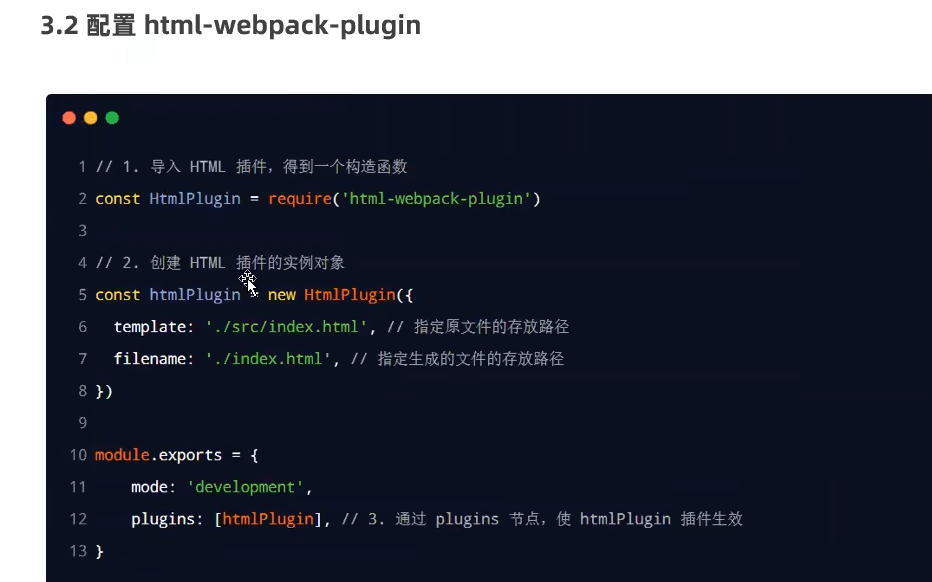 3.2 配置 html-webpack-plugin
1 // 1. 导入 HTML 插件，得到一个构造函数
2 const HtmlPlugin = require('html-webpack-plugin')
3
4 // 2. 创建 HTML 插件的实例对象
5 const htmlPlugin new HtmlPlugin({
6 template: './src/index.html', // 指定原文件的存放路径
7 filename: './index.html', // 指定生成的文件的存放路径
8 })
9
10 module.exports = {
11 mode: 'development',
12 plugins: [htmlPlugin], // 3. 通过 plugins 节点，使 htmlPlugin 插件生效
13 }